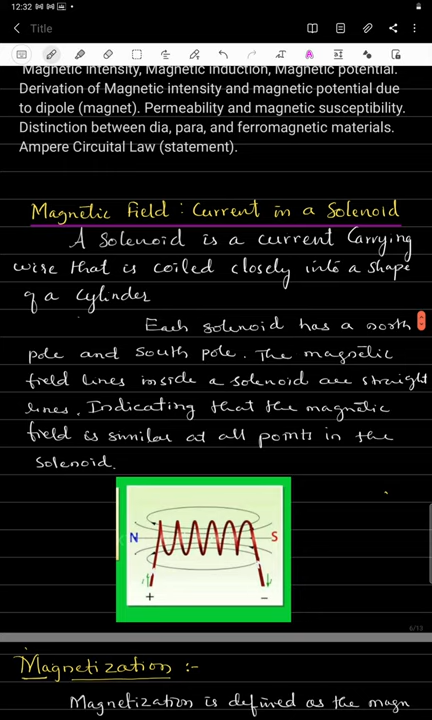 12:32
81%
Title
Magnetic intensity, Magnetic induction, Magnetic potential.
Derivation of Magnetic intensity and magnetic potential due
to dipole (magnet). Permeability and magnetic susceptibility.
Distinction between dia, para, and ferromagnetic materials.
Ampere Circuital Law (statement).
Magnetic Field : Current in a Solenoid
A Solenoid is a current Carrying
wire that is coiled closely into a shape
of a cylinder
Each solenoid has a north
pole and South pole. The magnetic
field lines inside a solenoid are straight
lines. Indicating that the magnetic
field is similar at all points in the
Solenoid.
N S
+ -
6/13
Magnetization :-
Magnetization is defined as the magn